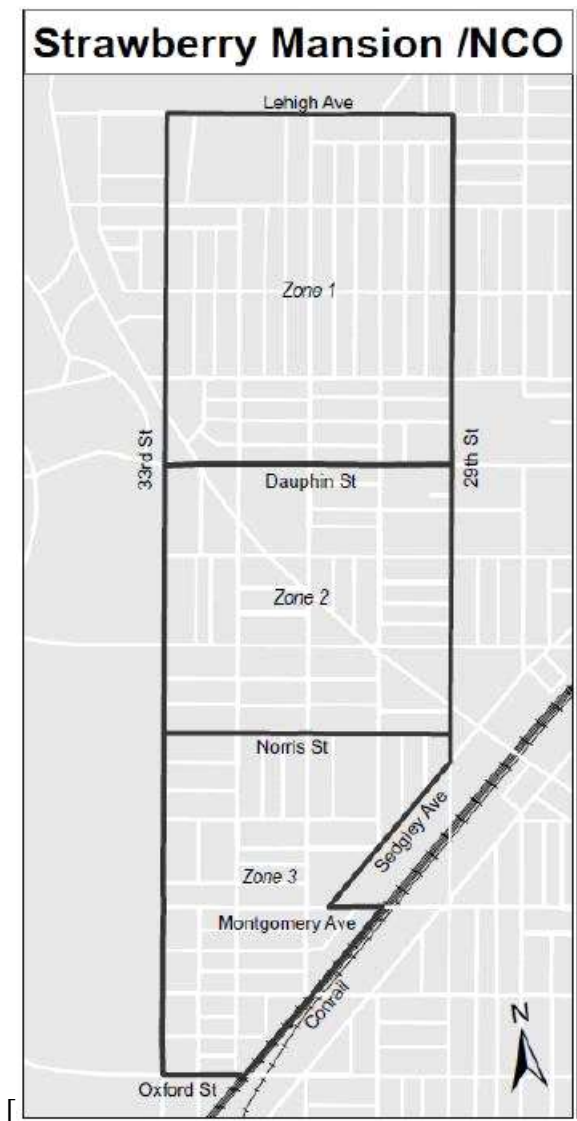 Strawberry Mansion /NCO
Lehigh Ave
Zone 1
33rd St
29th St
Dauphin St
Zone 2
Norris St
Sedgley Ave
Zone 3
Montgomery Ave
Conrail
N
Oxford St
[